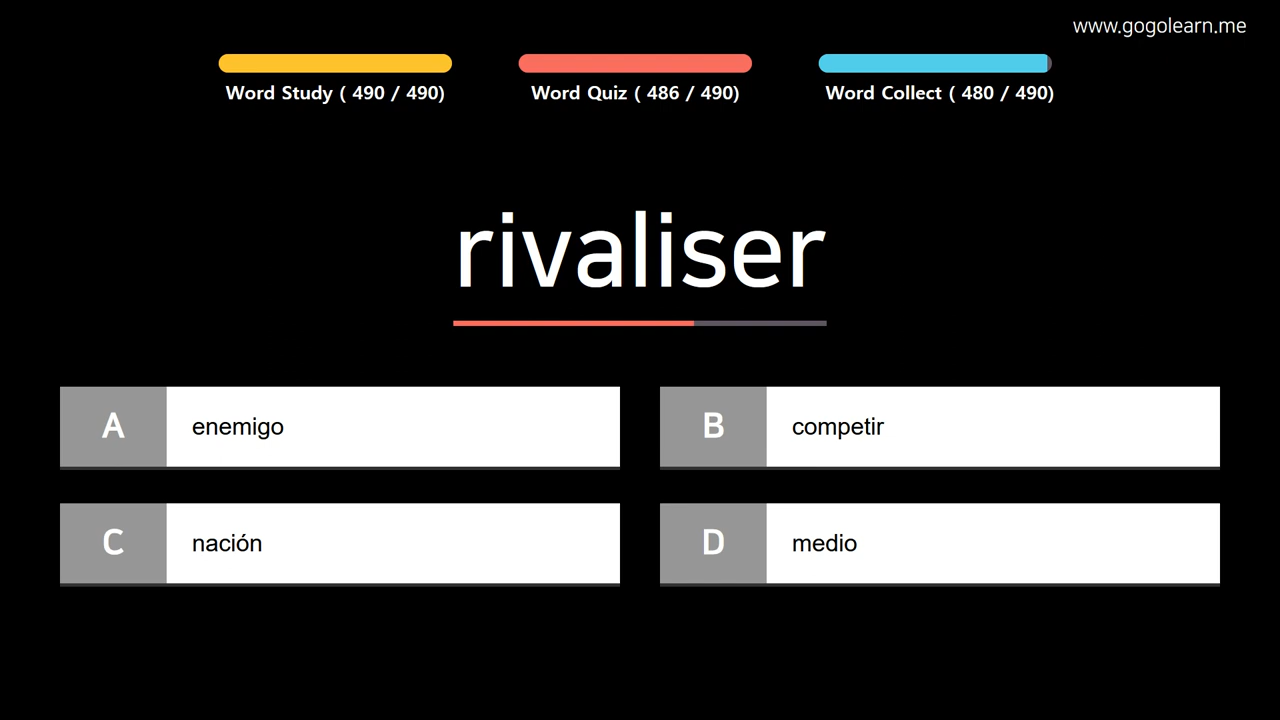 www.gogolearn.me
Word Study ( 490 / 490)
Word Quiz ( 486 / 490)
Word Collect ( 480 / 490)
rivaliser
A
enemigo
B
competir
C
nación
D
medio